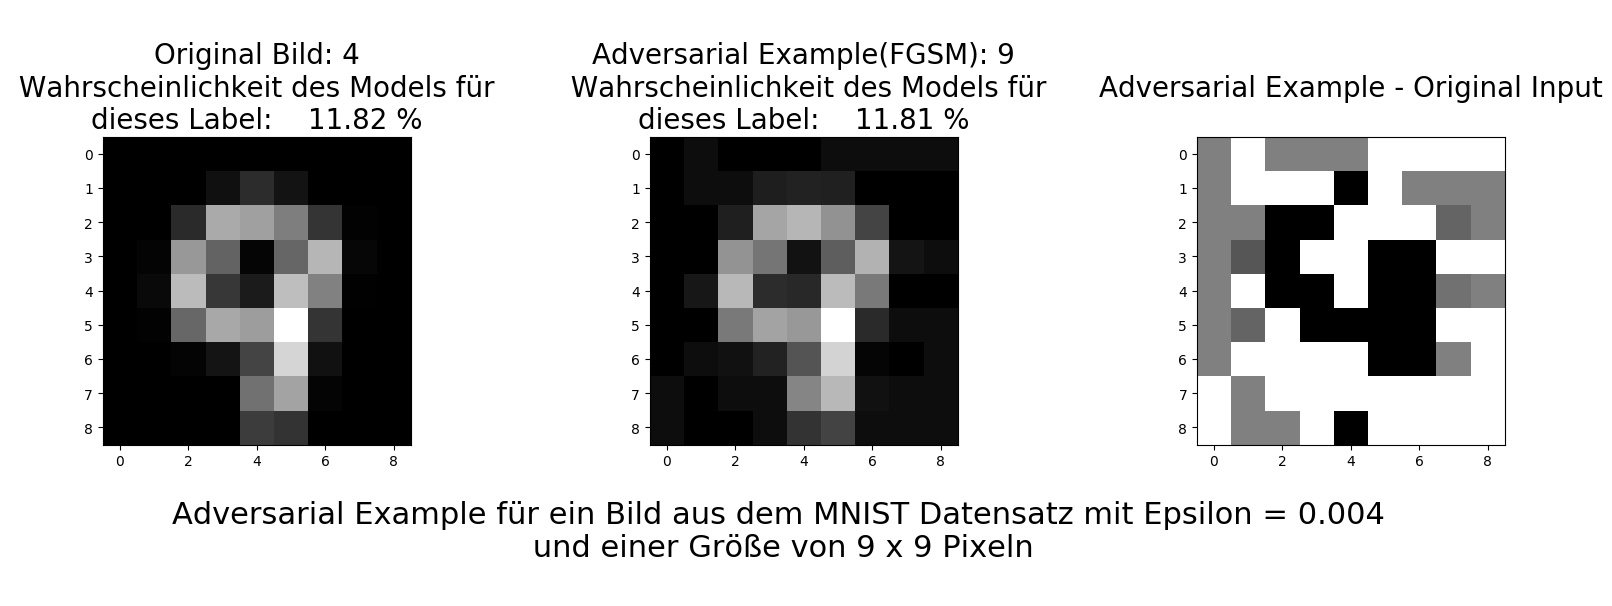 Original Bild: 4
Wahrscheinlichkeit des Models für
dieses Label: 11.82 %
0
1
2
3
4
5
6
7
8
0 2 4 6 8
Adversarial Example(FGSM): 9
Wahrscheinlichkeit des Models für
dieses Label: 11.81 %
0
1
2
3
4
5
6
7
8
0 2 4 6 8
Adversarial Example - Original Input
0
1
2
3
4
5
6
7
8
0 2 4 6 8
Adversarial Example für ein Bild aus dem MNIST Datensatz mit Epsilon = 0.004
und einer Größe von 9 x 9 Pixeln